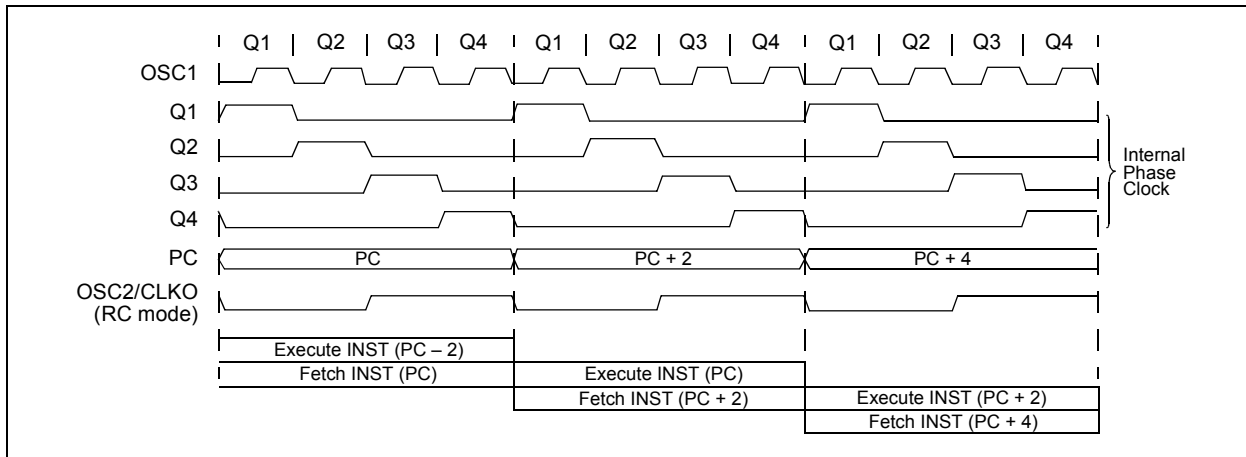 Q1 Q2 Q3 Q4 Q1 Q2 Q3 Q4 Q1 Q2 Q3 Q4
OSC1
Q1
Q2
Q3
Q4
Internal
Phase
Clock
PC PC PC + 2 PC + 4
OSC2/CLKO
(RC mode)
Execute INST (PC – 2)
Fetch INST (PC) Execute INST (PC)
Fetch INST (PC + 2) Execute INST (PC + 2)
Fetch INST (PC + 4)